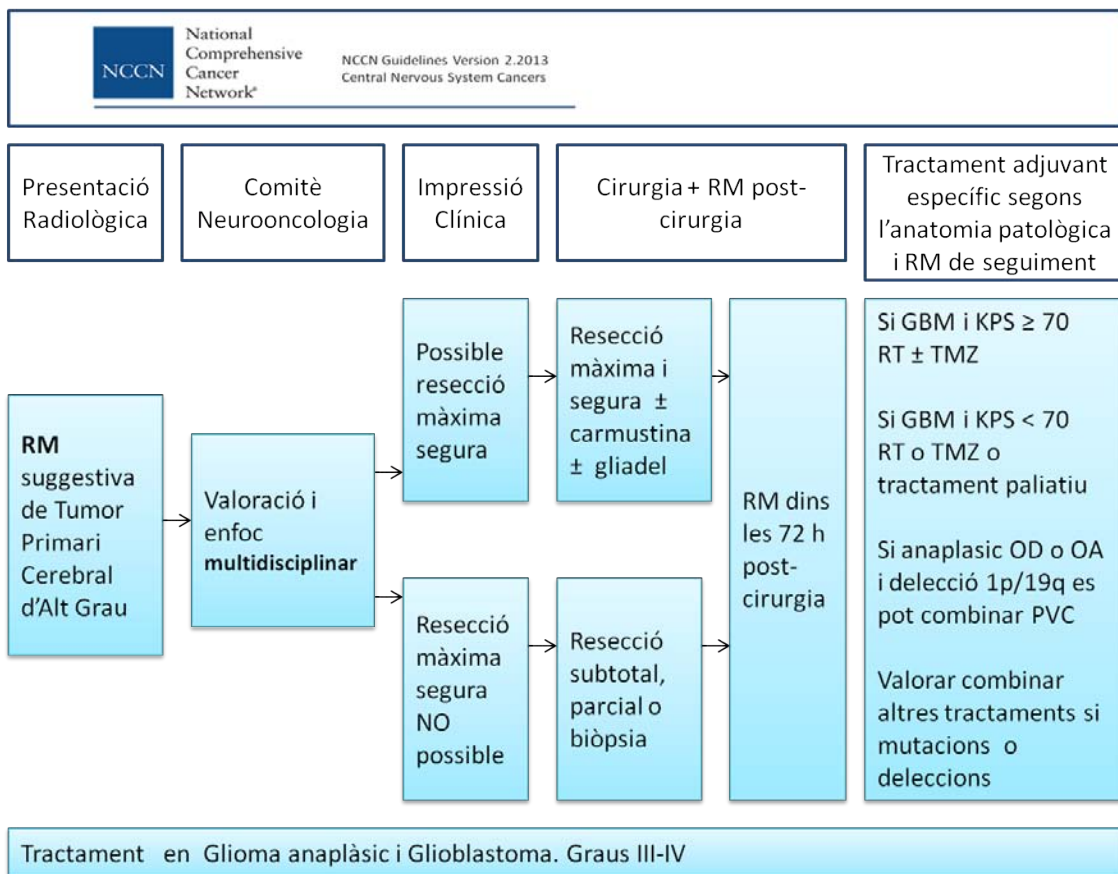 NCCN
National
Comprehensive
Cancer
Network®
NCCN Guidelines Version 2.2013
Central Nervous System Cancers
Presentació
Radiològica
Comitè
Neurooncologia
Impressió
Clínica
Cirurgia + RM post-
cirurgia
Tractament adjuvant
específic segons
l’anatomia patològica
i RM de seguiment
RM
suggestiva
de Tumor
Primari
Cerebral
d’Alt Grau
Valoració i
enfoc
multidisciplinar
Possible
resecció
màxima
segura
Resecció
màxima i
segura ±
carmustina
± gliadel
Resecció
màxima
segura
NO
possible
Resecció
subtotal,
parcial o
biòpsia
RM dins
les 72 h
post-
cirurgia
Si GBM i KPS ≥ 70
RT ± TMZ
Si GBM i KPS < 70
RT o TMZ o
tractament paliatiu
Si anaplasic OD o OA
i delecció 1p/19q es
pot combinar PVC
Valorar combinar
altres tractaments si
mutacions o
deleccions
Tractament en Glioma anaplàsic i Glioblastoma. Graus III-IV